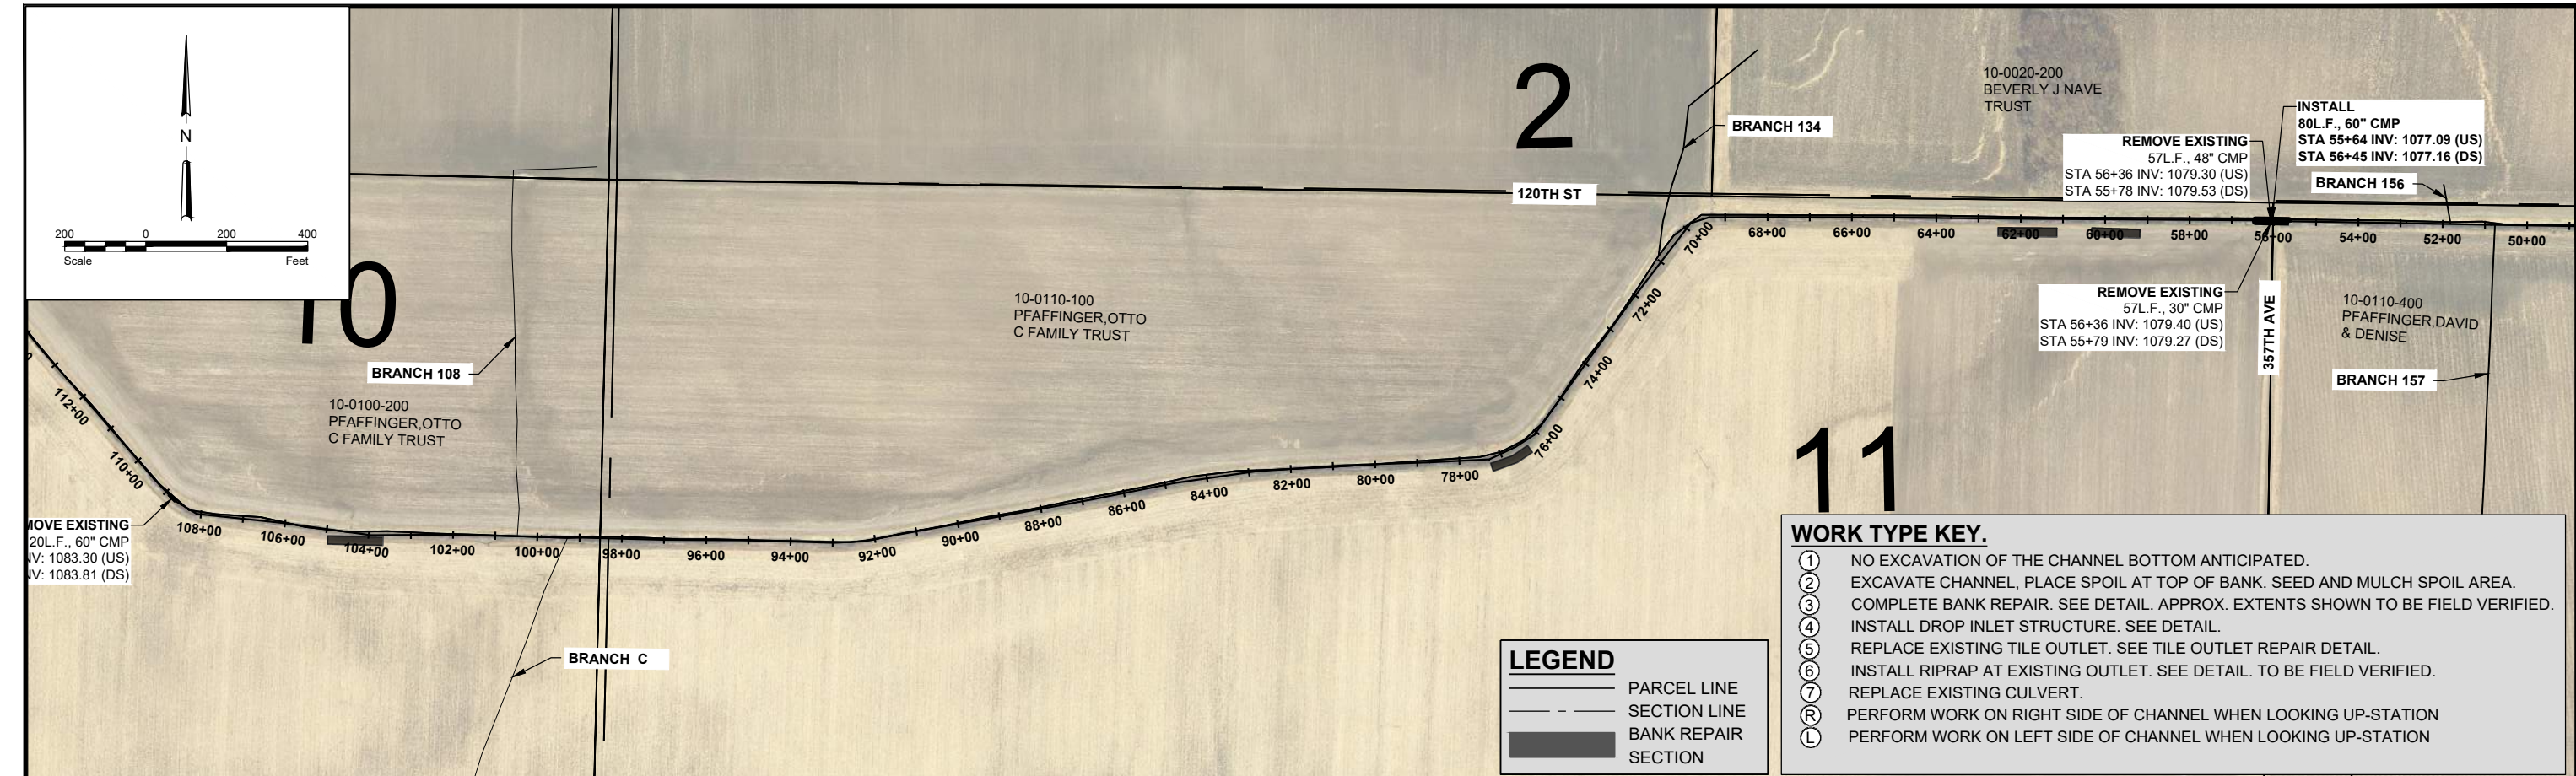 N
200 0 200 400
Scale Feet
10
2
11
10-0020-200
BEVERLY J NAVE
TRUST
BRANCH 134
120TH ST
INSTALL
80L.F., 60" CMP
STA 55+64 INV: 1077.09 (US)
STA 56+45 INV: 1077.16 (DS)
REMOVE EXISTING
57L.F., 48" CMP
STA 56+36 INV: 1079.30 (US)
STA 55+78 INV: 1079.53 (DS)
BRANCH 156
REMOVE EXISTING
57L.F., 30" CMP
STA 56+36 INV: 1079.40 (US)
STA 55+79 INV: 1079.27 (DS)
357TH AVE
10-0110-400
PFAFFINGER,DAVID
& DENISE
BRANCH 157
10-0110-100
PFAFFINGER,OTTO
C FAMILY TRUST
BRANCH 108
10-0100-200
PFAFFINGER,OTTO
C FAMILY TRUST
MOVE EXISTING
20L.F., 60" CMP
NV: 1083.30 (US)
NV: 1083.81 (DS)
BRANCH C
112+00
110+00
108+00
106+00
104+00
102+00
100+00
98+00
96+00
94+00
92+00
90+00
88+00
86+00
84+00
82+00
80+00
78+00
76+00
74+00
72+00
70+00
68+00
66+00
64+00
62+00
60+00
58+00
56+00
54+00
52+00
50+00
LEGEND
PARCEL LINE
SECTION LINE
BANK REPAIR
SECTION
WORK TYPE KEY.
1 NO EXCAVATION OF THE CHANNEL BOTTOM ANTICIPATED.
2 EXCAVATE CHANNEL, PLACE SPOIL AT TOP OF BANK. SEED AND MULCH SPOIL AREA.
3 COMPLETE BANK REPAIR. SEE DETAIL. APPROX. EXTENTS SHOWN TO BE FIELD VERIFIED.
4 INSTALL DROP INLET STRUCTURE. SEE DETAIL.
5 REPLACE EXISTING TILE OUTLET. SEE TILE OUTLET REPAIR DETAIL.
6 INSTALL RIPRAP AT EXISTING OUTLET. SEE DETAIL. TO BE FIELD VERIFIED.
7 REPLACE EXISTING CULVERT.
R PERFORM WORK ON RIGHT SIDE OF CHANNEL WHEN LOOKING UP-STATION
L PERFORM WORK ON LEFT SIDE OF CHANNEL WHEN LOOKING UP-STATION